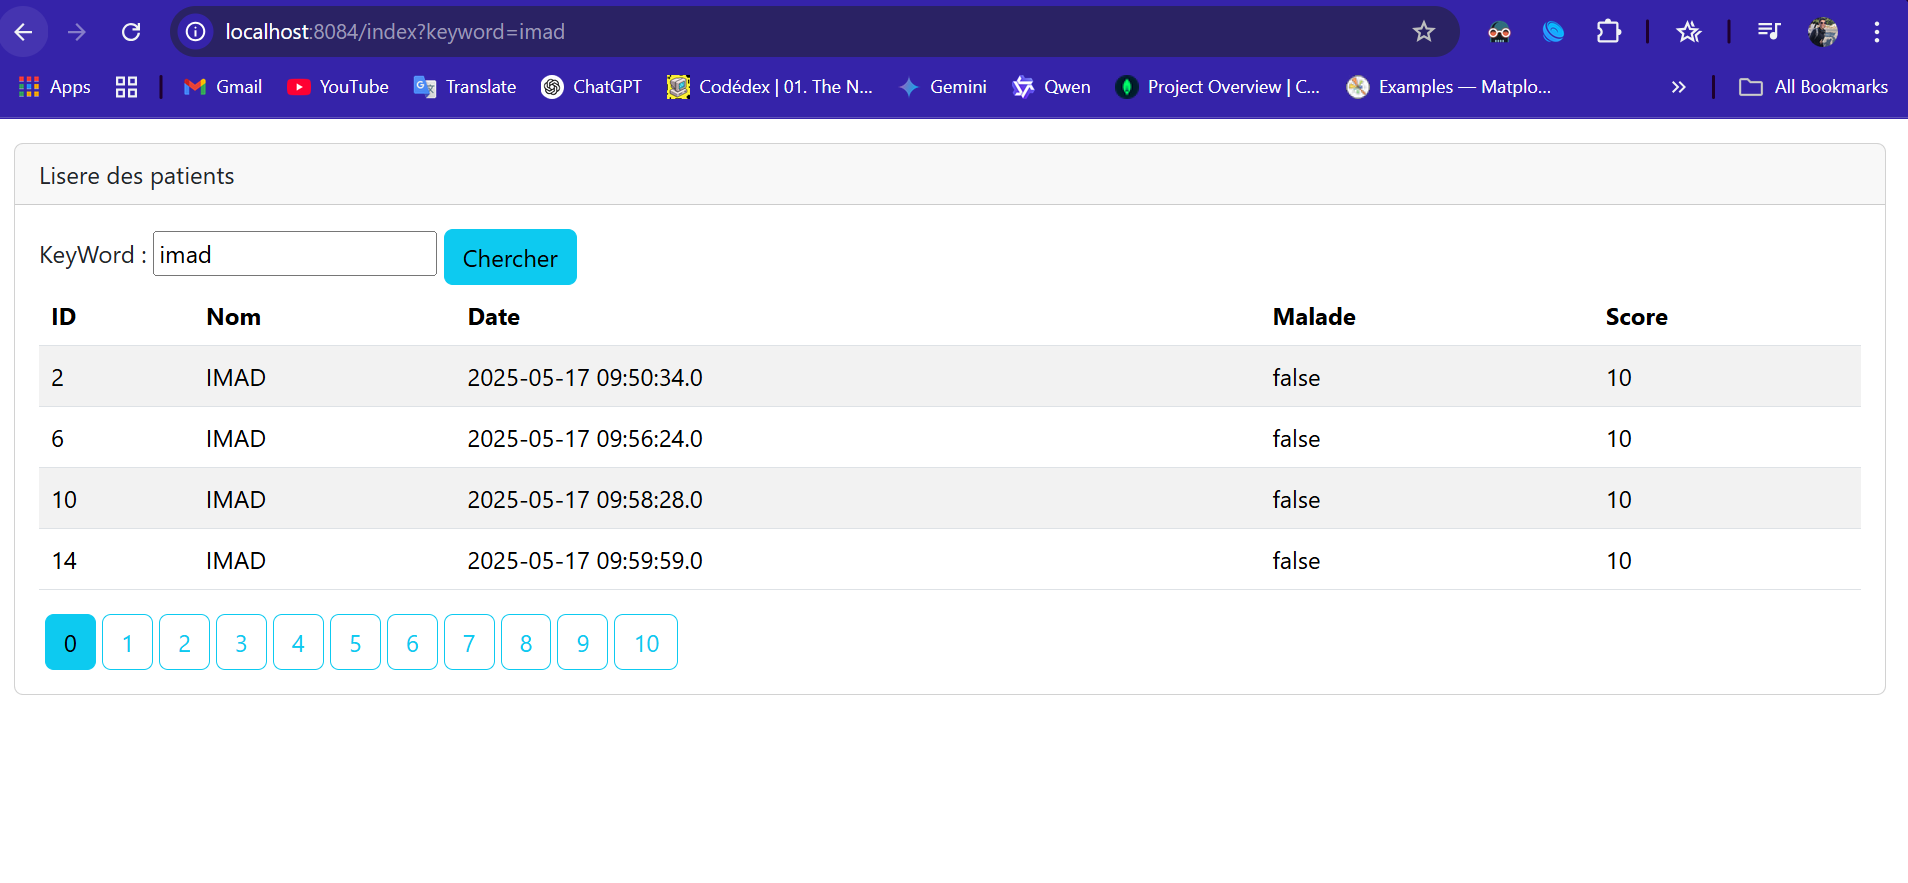 localhost:8084/index?keyword=imad
Apps Gmail YouTube Translate ChatGPT Codédex | 01. The N... Gemini Qwen Project Overview | C... Examples — Matplo... » All Bookmarks
Lisere des patients
KeyWord : imad Chercher
ID Nom Date Malade Score
2 IMAD 2025-05-17 09:50:34.0 false 10
6 IMAD 2025-05-17 09:56:24.0 false 10
10 IMAD 2025-05-17 09:58:28.0 false 10
14 IMAD 2025-05-17 09:59:59.0 false 10
0 1 2 3 4 5 6 7 8 9 10